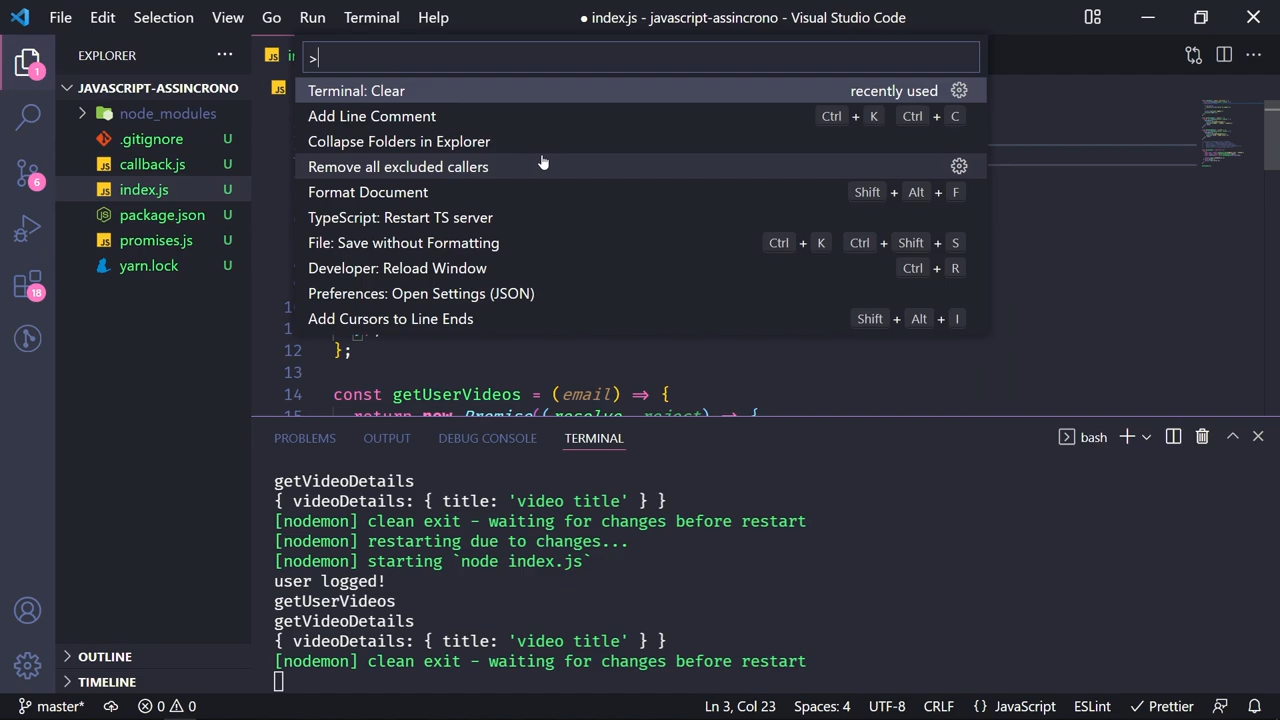 File Edit Selection View Go Run Terminal Help
● index.js - javascript-assincrono - Visual Studio Code
EXPLORER
JAVASCRIPT-ASSINCRONO
node_modules
.gitignore U
callback.js U
index.js U
package.json U
promises.js U
yarn.lock U
OUTLINE
TIMELINE
1
6
18
JS
JS
>
Terminal: Clear recently used
Add Line Comment Ctrl + K Ctrl + C
Collapse Folders in Explorer
Remove all excluded callers
Format Document Shift + Alt + F
TypeScript: Restart TS server
File: Save without Formatting Ctrl + K Ctrl + Shift + S
Developer: Reload Window Ctrl + R
Preferences: Open Settings (JSON)
Add Cursors to Line Ends Shift + Alt + I
12 };
13
14 const getUserVideos = (email) => {
15 return new Promise((resolve, reject) => {
PROBLEMS OUTPUT DEBUG CONSOLE TERMINAL
bash
getVideoDetails
{ videoDetails: { title: 'video title' } }
[nodemon] clean exit - waiting for changes before restart
[nodemon] restarting due to changes...
[nodemon] starting `node index.js`
user logged!
getUserVideos
getVideoDetails
{ videoDetails: { title: 'video title' } }
[nodemon] clean exit - waiting for changes before restart
master* 0 0 Ln 3, Col 23 Spaces: 4 UTF-8 CRLF {} JavaScript ESLint ✓ Prettier